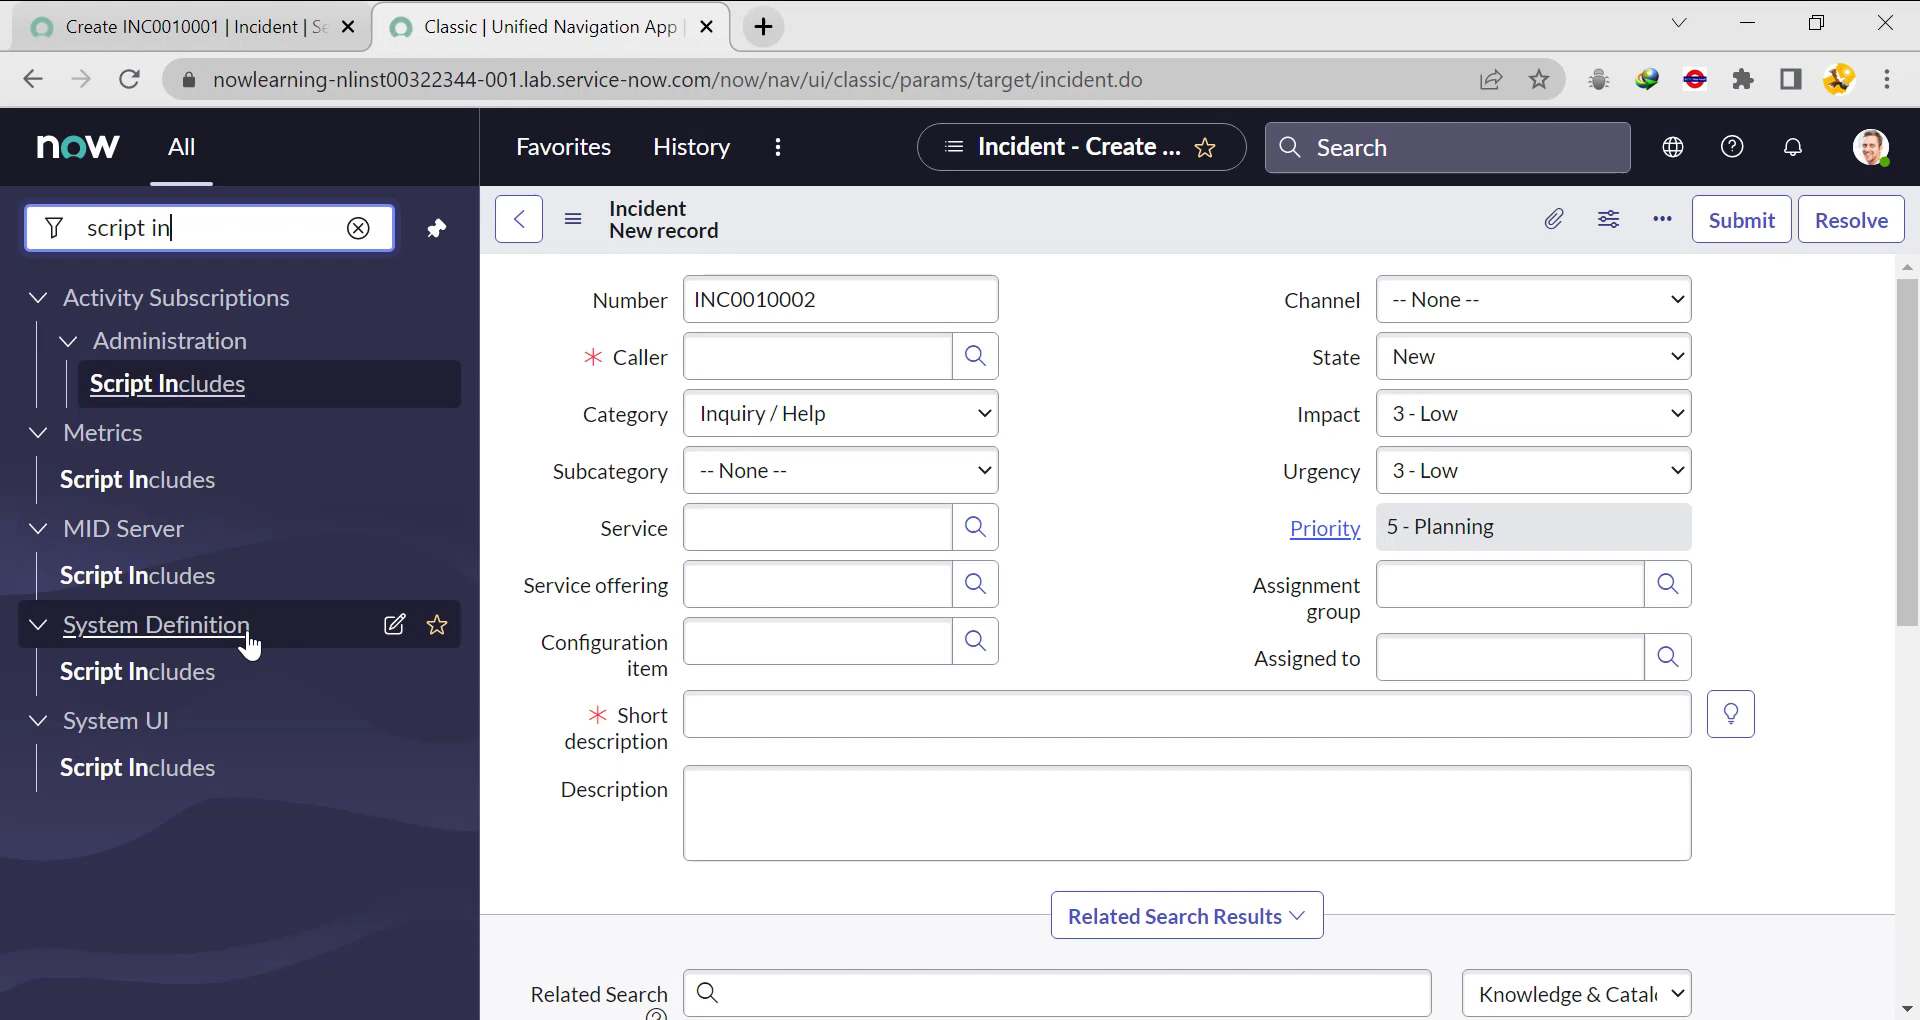 Create INC0010001 | Incident | Se
Classic | Unified Navigation App
nowlearning-nlinst00322344-001.lab.service-now.com/now/nav/ui/classic/params/target/incident.do
now
All
Favorites
History
Incident - Create ...
Search
script in
Activity Subscriptions
Administration
Script Includes
Metrics
Script Includes
MID Server
Script Includes
System Definition
Script Includes
System UI
Script Includes
Incident
New record
Submit
Resolve
Number
INC0010002
* Caller
Category
Inquiry / Help
Subcategory
-- None --
Service
Service offering
Configuration
item
Channel
-- None --
State
New
Impact
3 - Low
Urgency
3 - Low
Priority
5 - Planning
Assignment
group
Assigned to
* Short
description
Description
Related Search Results
Related Search
Knowledge & Catal